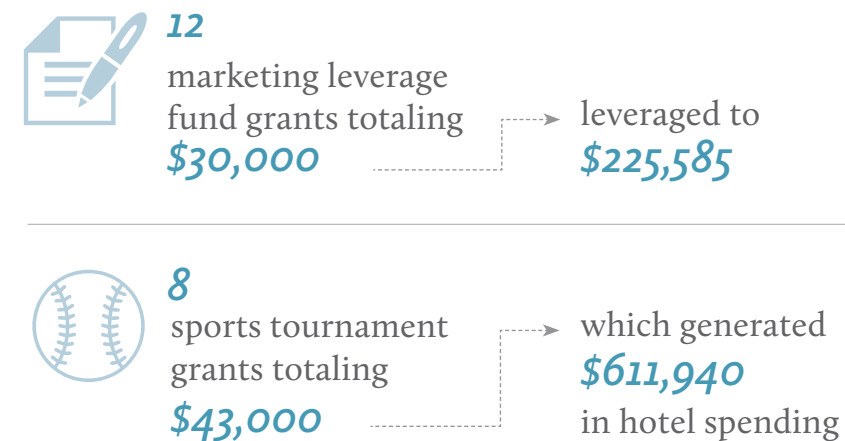 12
marketing leverage
fund grants totaling
$30,000
leveraged to
$225,585
8
sports tournament
grants totaling
$43,000
which generated
$611,940
in hotel spending